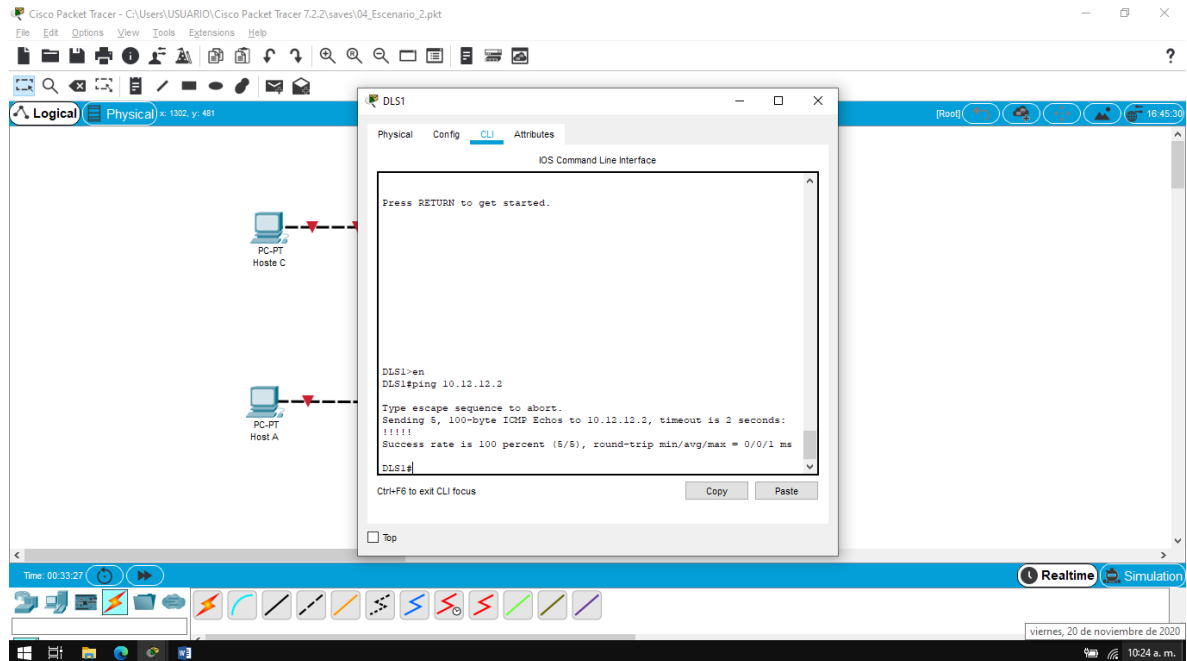 Cisco Packet Tracer - C:\Users\USUARIO\Cisco Packet Tracer 7.2.2\saves\04_Escenario_2.pkt
File Edit Options View Tools Extensions Help
?
Logical Physical x: 1302, y: 481
[Root] 16:45:30
DLS1
Physical Config CLI Attributes
IOS Command Line Interface
Press RETURN to get started.
DLS1>en
DLS1#ping 10.12.12.2
Type escape sequence to abort.
Sending 5, 100-byte ICMP Echos to 10.12.12.2, timeout is 2 seconds:
!!!!!
Success rate is 100 percent (5/5), round-trip min/avg/max = 0/0/1 ms
DLS1#
Ctrl+F6 to exit CLI focus
Copy Paste
Top
PC-PT
Hoste C
PC-PT
Host A
Time: 00:33:27
Realtime Simulation
viernes, 20 de noviembre de 2020
10:24 a. m.